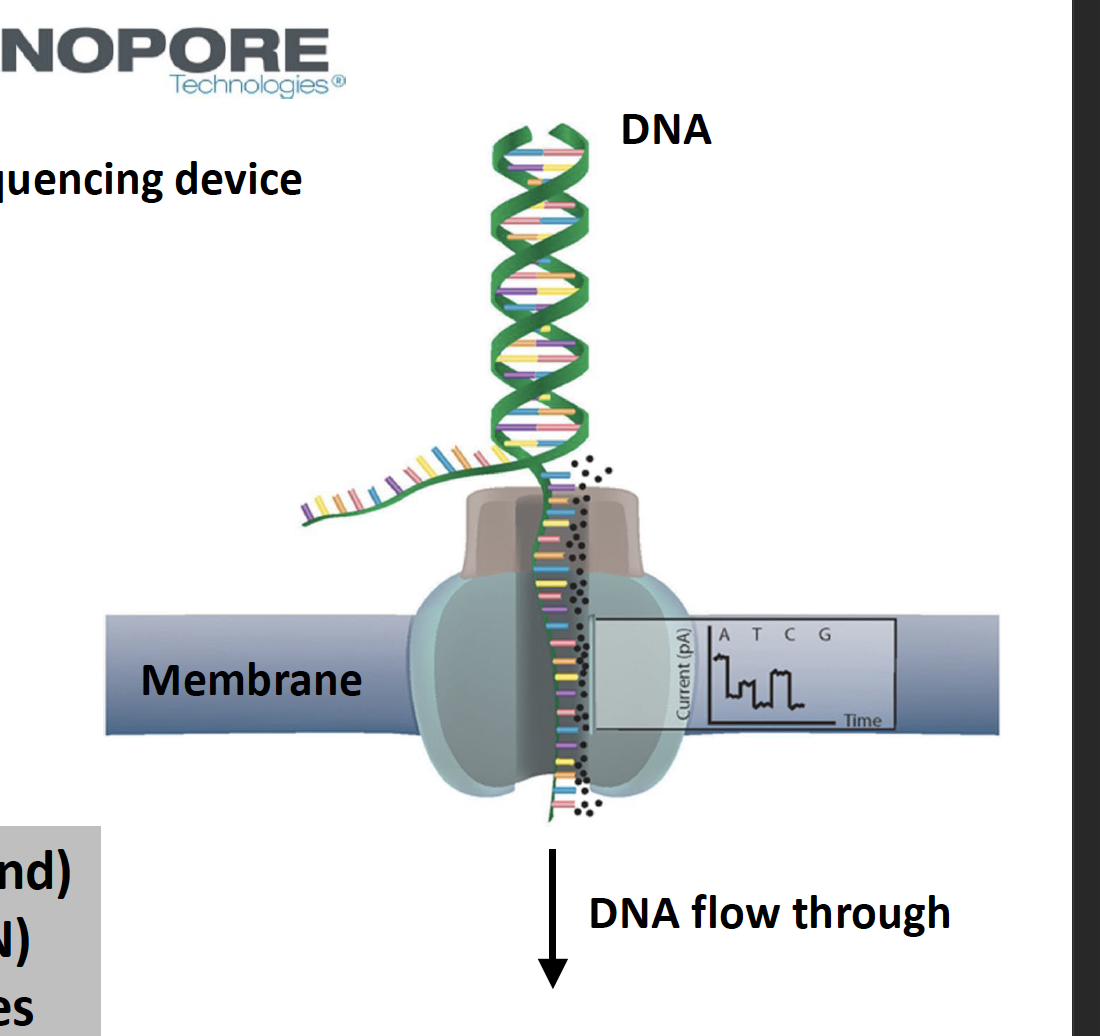 NOPORE
Technologies®
DNA
quencing device
Membrane
Current (pA)
A T C G
Time
nd)
N)
es
DNA flow through